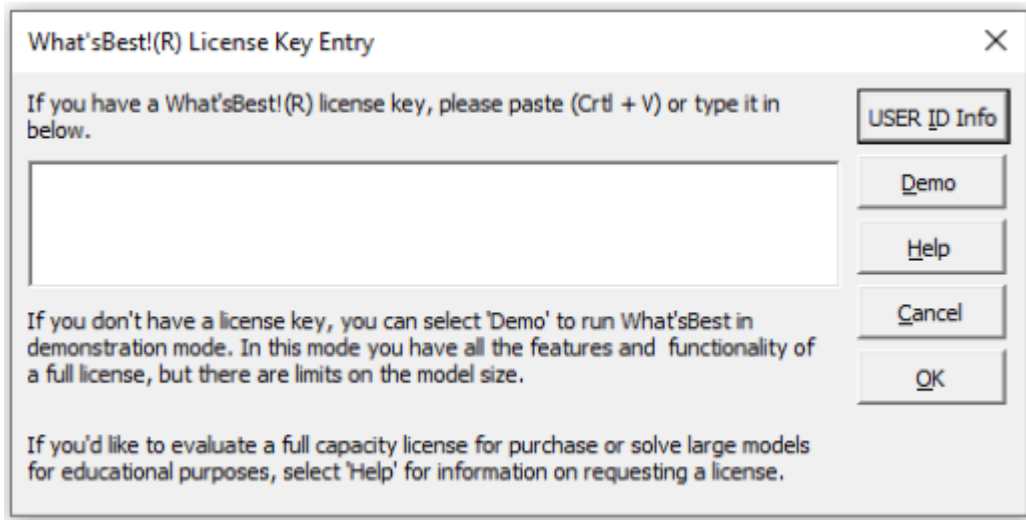 What'sBest!(R) License Key Entry
If you have a What'sBest!(R) license key, please paste (Crtl + V) or type it in
below.
USER ID Info
Demo
Help
Cancel
OK
If you don't have a license key, you can select 'Demo' to run What'sBest in
demonstration mode. In this mode you have all the features and  functionality of
a full license, but there are limits on the model size.
If you'd like to evaluate a full capacity license for purchase or solve large models
for educational purposes, select 'Help' for information on requesting a license.